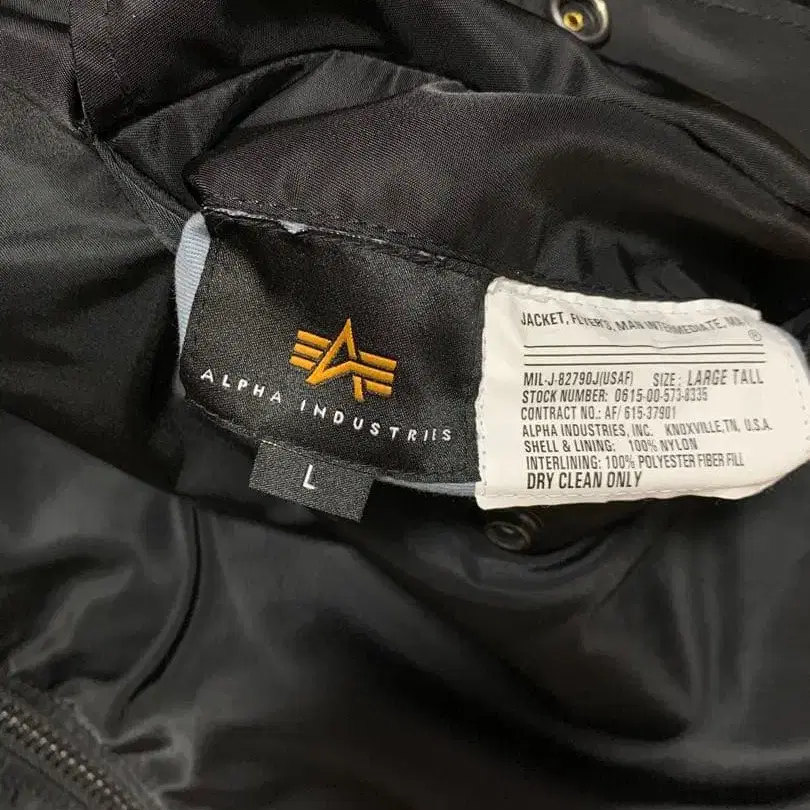 ALPHA INDUSTRIES
L
JACKET, FLYER'S, MAN INTERMEDIATE, MA
®
MIL-J-82790J(USAF) SIZE: LARGE TALL
STOCK NUMBER: 0615-00-573-8335
CONTRACT NO.: AF/615-37901
ALPHA INDUSTRIES, INC. KNOXVILLE,TN, U.S.A.
SHELL & LINING: 100% NYLON
INTERLINING: 100% POLYESTER FIBER FILL
DRY CLEAN ONLY